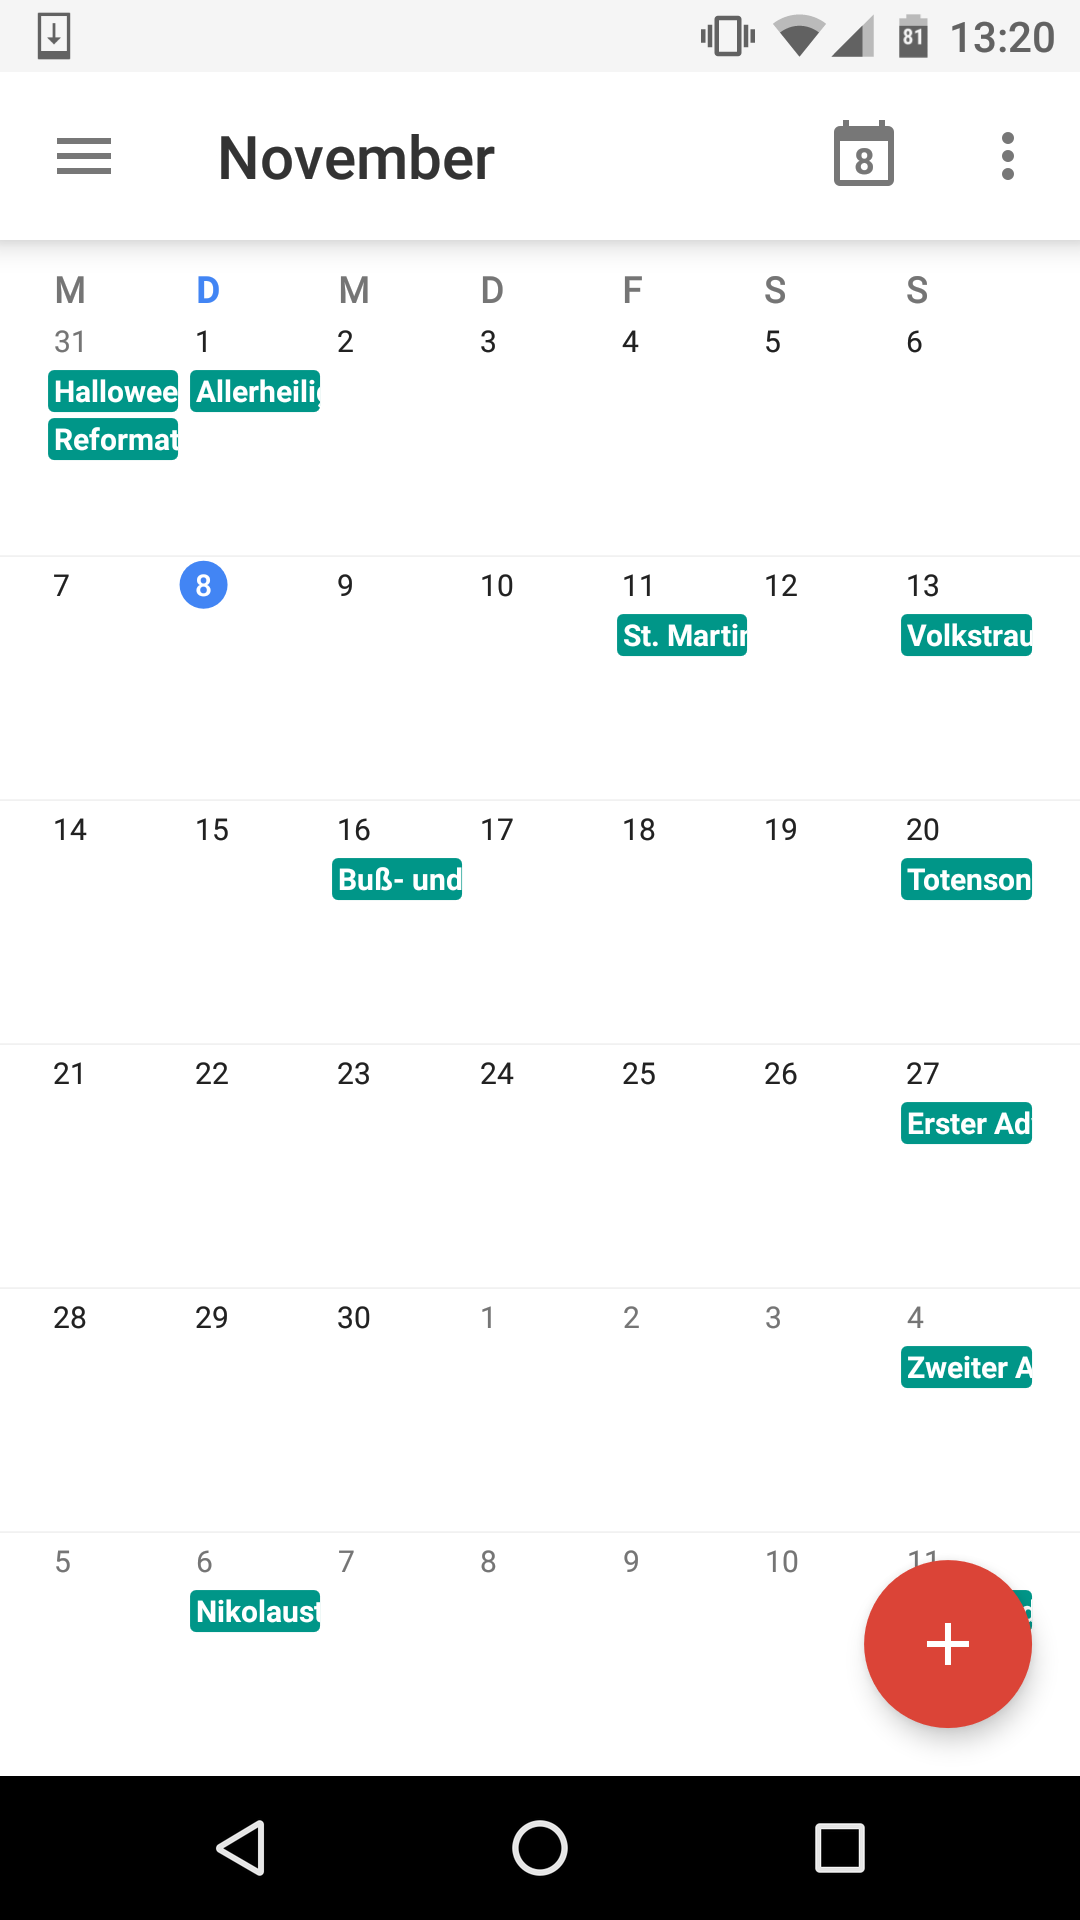 81 13:20
November 8
M D M D F S S
31 1 2 3 4 5 6
Hallowee Allerheili
Reformat
7 8 9 10 11 12 13
St. Martin Volkstrau
14 15 16 17 18 19 20
Buß- und Totenson
21 22 23 24 25 26 27
Erster Ad
28 29 30 1 2 3 4
Zweiter A
5 6 7 8 9 10 11
Nikolaust